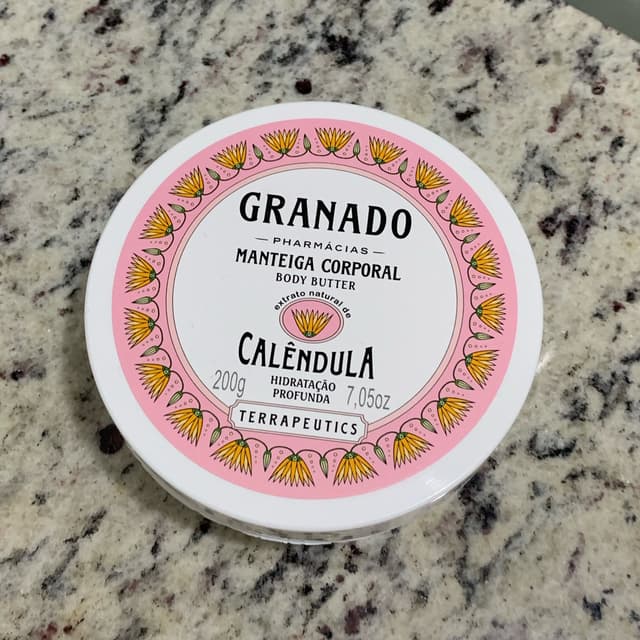 GRANADO
— PHARMÁCIAS —
MANTEIGA CORPORAL
BODY BUTTER
extrato natural de
CALÊNDULA
200g
HIDRATAÇÃO
PROFUNDA
7,05oz
TERRAPEUTICS